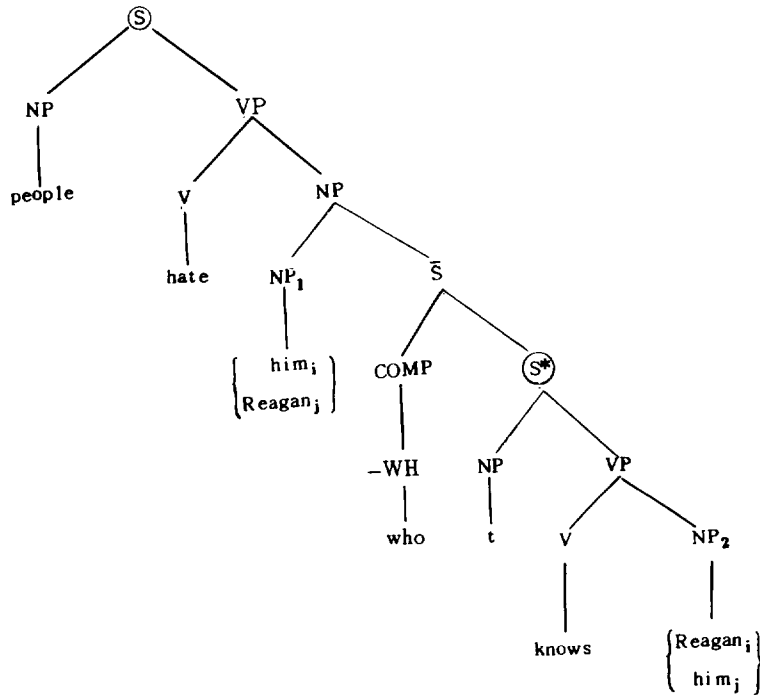 S
NP VP
people V NP
hate NP₁ S̄
{ himᵢ COMP S*
Reaganⱼ }
–WH NP VP
who t V NP₂
knows { Reaganᵢ
himⱼ }